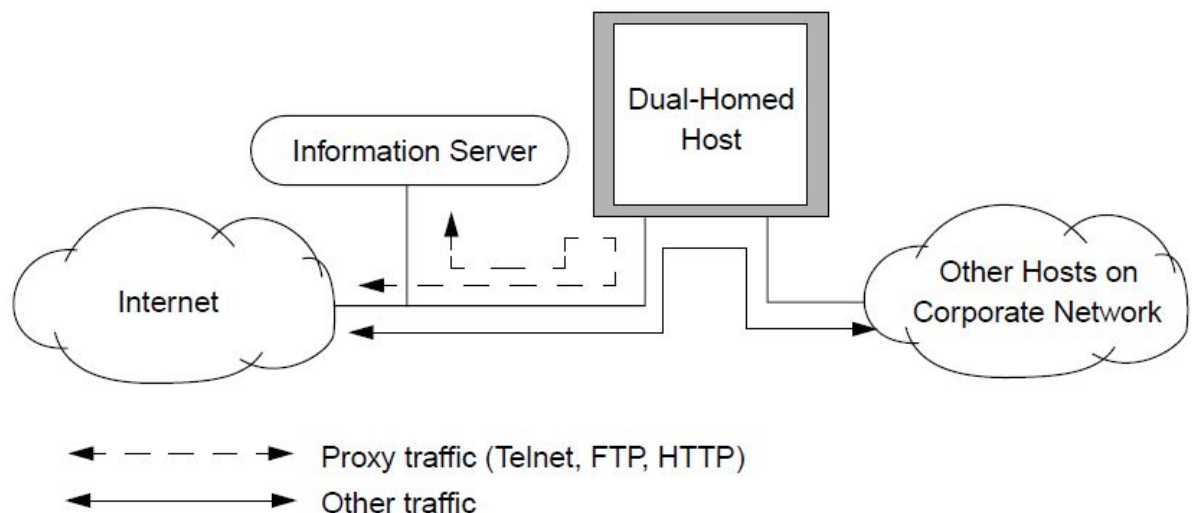 Dual-Homed
Host
Information Server
Internet
Other Hosts on
Corporate Network
Proxy traffic (Telnet, FTP, HTTP)
Other traffic